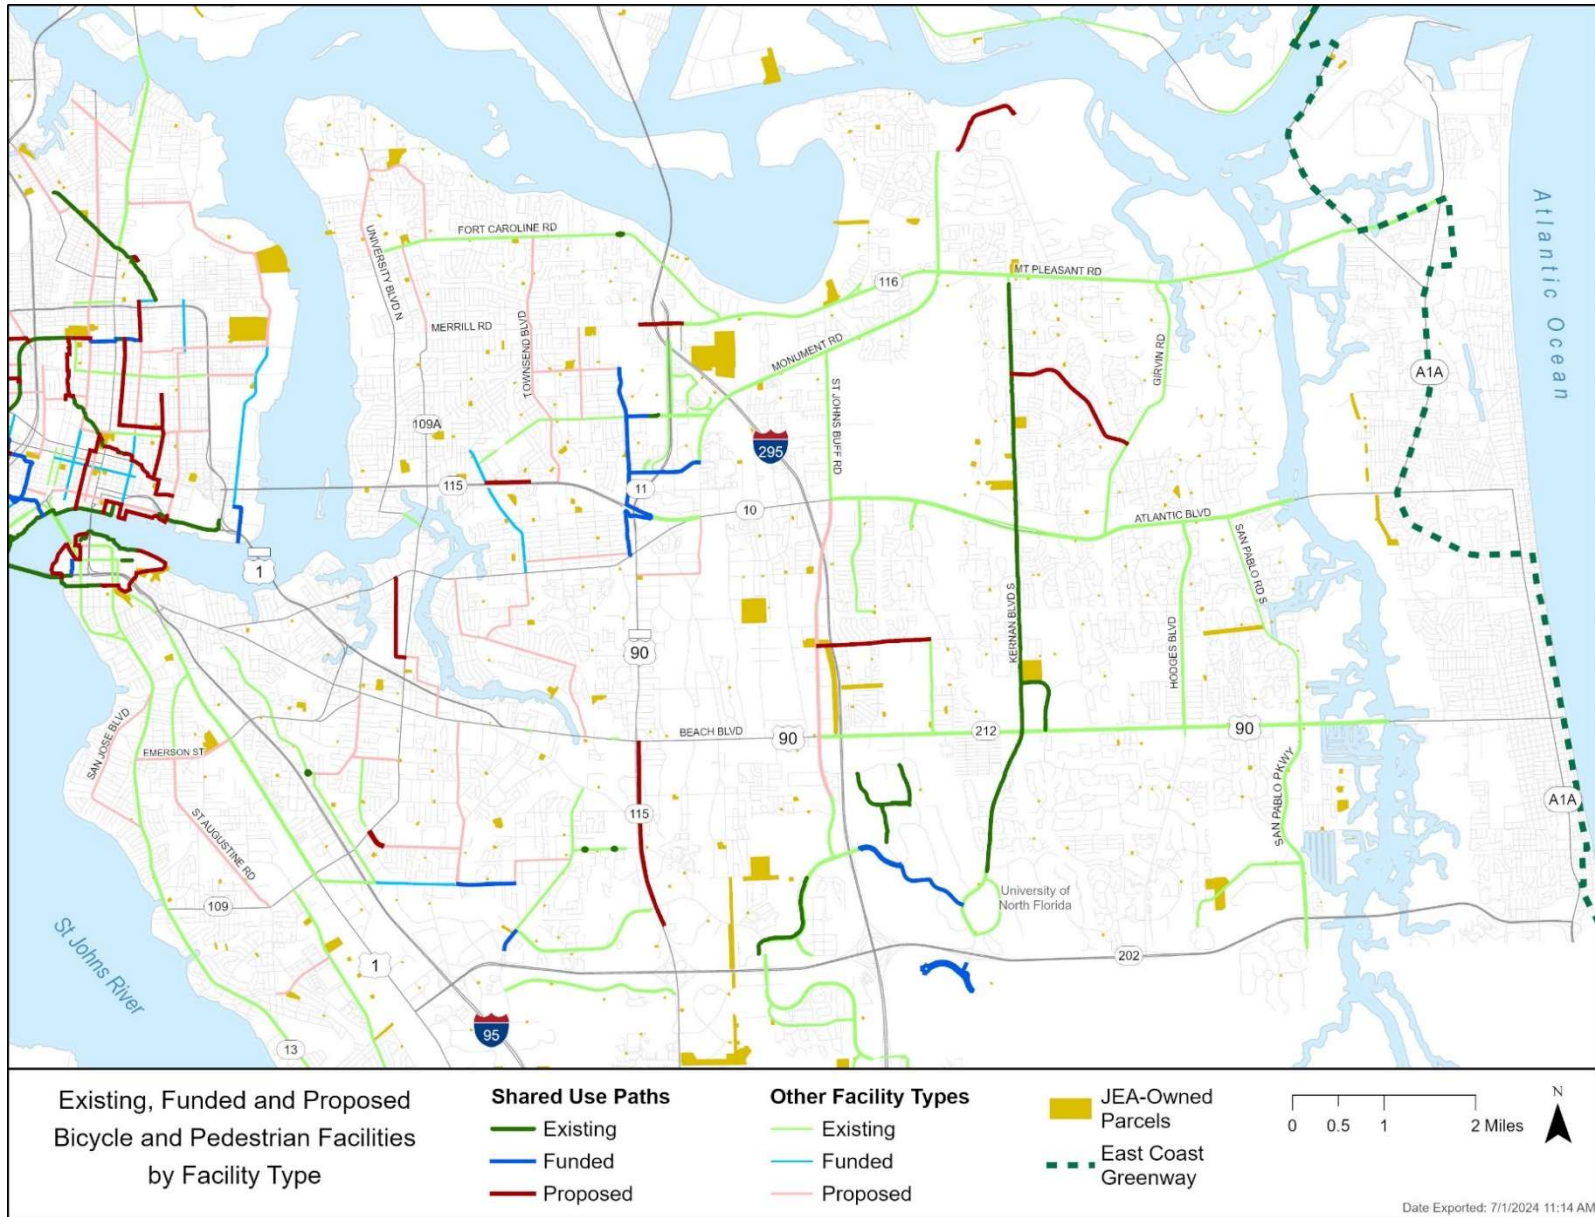 Atlantic Ocean
FORT CAROLINE RD
UNIVERSITY BLVD N
MT PLEASANT RD
116
MERRILL RD
TOWNSEND BLVD
MONUMENT RD
GIRVIN RD
A1A
ST JOHNS BUFF RD
109A
295
115
11
10
ATLANTIC BLVD
SAN PABLO RD S
1
KERNAN BLVD S
HODGES BLVD
90
BEACH BLVD
90
212
90
SAN JOSE BLVD
EMERSON ST
115
SAN PABLO PKWY
A1A
ST AUGUSTINE RD
109
University of
North Florida
St Johns River
1
202
95
13
Existing, Funded and Proposed
Bicycle and Pedestrian Facilities
by Facility Type
Shared Use Paths
Existing
Funded
Proposed
Other Facility Types
Existing
Funded
Proposed
JEA-Owned
Parcels
East Coast
Greenway
0 0.5 1 2 Miles
N
Date Exported: 7/1/2024 11:14 AM